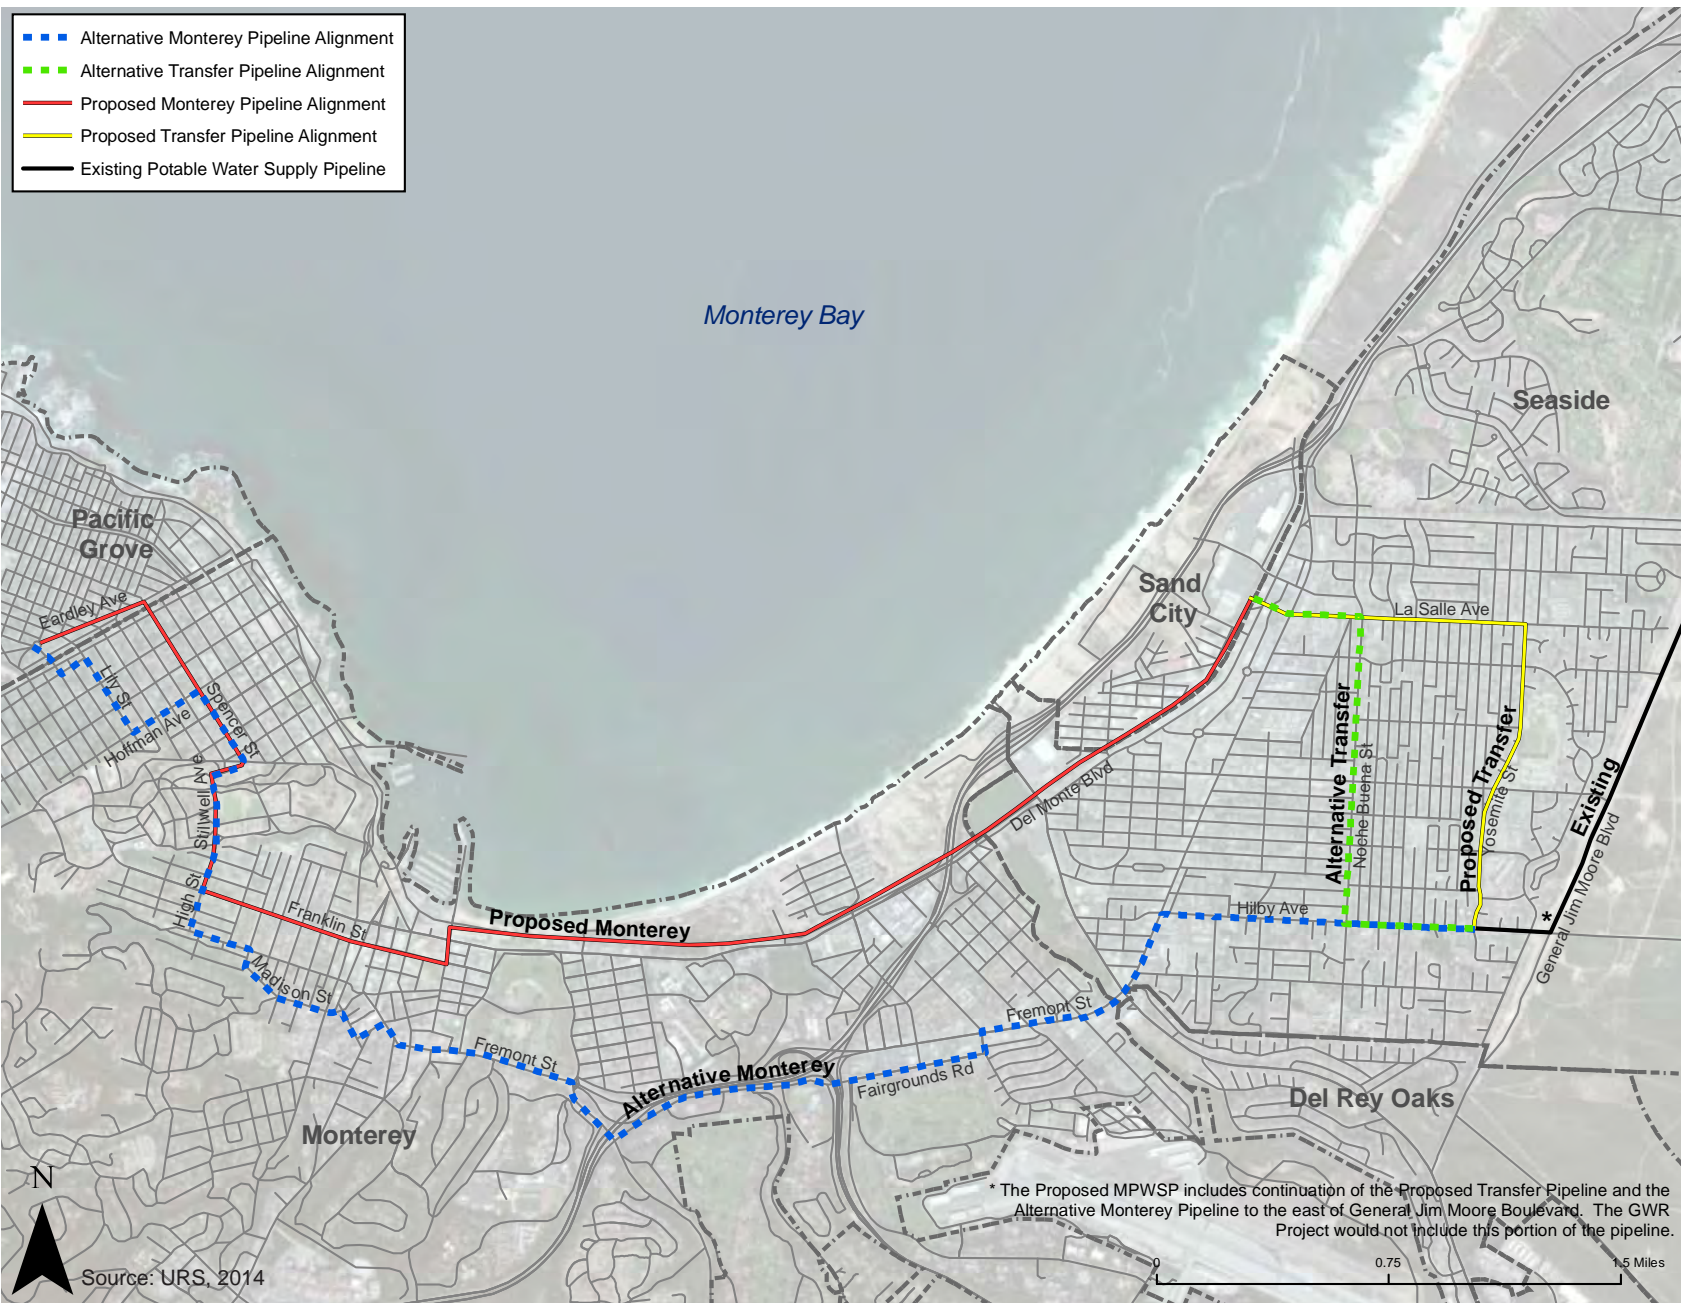 Alternative Monterey Pipeline Alignment
Alternative Transfer Pipeline Alignment
Proposed Monterey Pipeline Alignment
Proposed Transfer Pipeline Alignment
Existing Potable Water Supply Pipeline
Monterey Bay
Seaside
Pacific
Grove
Sand
City
Eardley Ave
La Salle Ave
Lily St
Spencer St
Hoffman Ave
Stillwell Ave
Alternative Transfer
Noche Buena St
Proposed Transfer
Yosemite St
Existing
General Jim Moore Blvd
Del Monte Blvd
High St
Franklin St
Proposed Monterey
Hilby Ave
*
Madison St
Fremont St
Fremont St
Alternative Monterey
Fairgrounds Rd
Del Rey Oaks
Monterey
N
* The Proposed MPWSP includes continuation of the Proposed Transfer Pipeline and the
Alternative Monterey Pipeline to the east of General Jim Moore Boulevard. The GWR
Project would not include this portion of the pipeline.
0 0.75 1.5 Miles
Source: URS, 2014